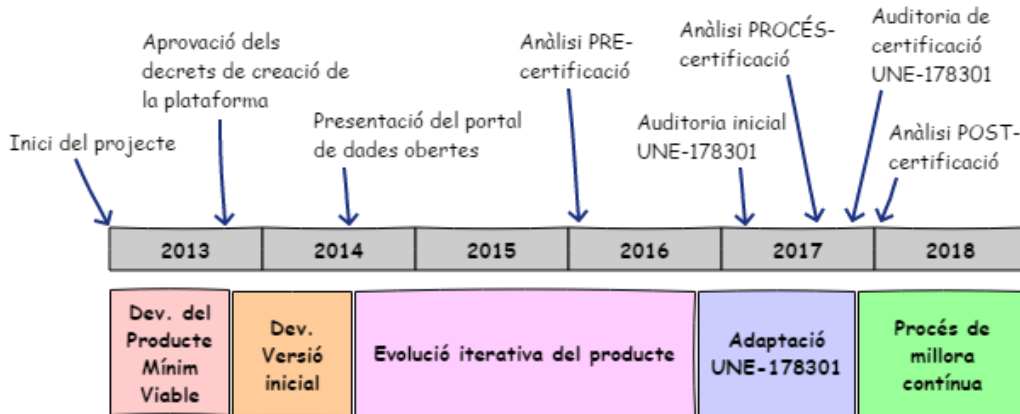 Inici del projecte
Aprovació dels
decrets de creació de
la plataforma
Presentació del portal
de dades obertes
Anàlisi PRE-
certificació
Auditoria inicial
UNE-178301
Anàlisi PROCÉS-
certificació
Auditoria de
certificació
UNE-178301
Anàlisi POST-
certificació
2013
2014
2015
2016
2017
2018
Dev. del
Producte
Mínim
Viable
Dev.
Versió
inicial
Evolució iterativa del producte
Adaptació
UNE-178301
Procés de
millora
contínua